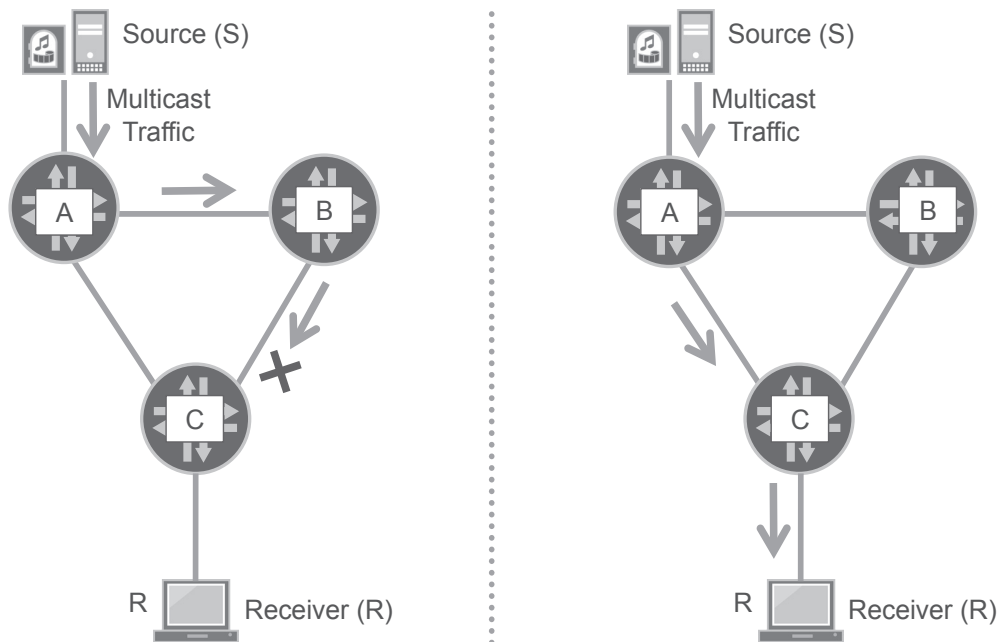 Source (S)
Multicast
Traffic
A
B
C
R
Receiver (R)
Source (S)
Multicast
Traffic
A
B
C
R
Receiver (R)